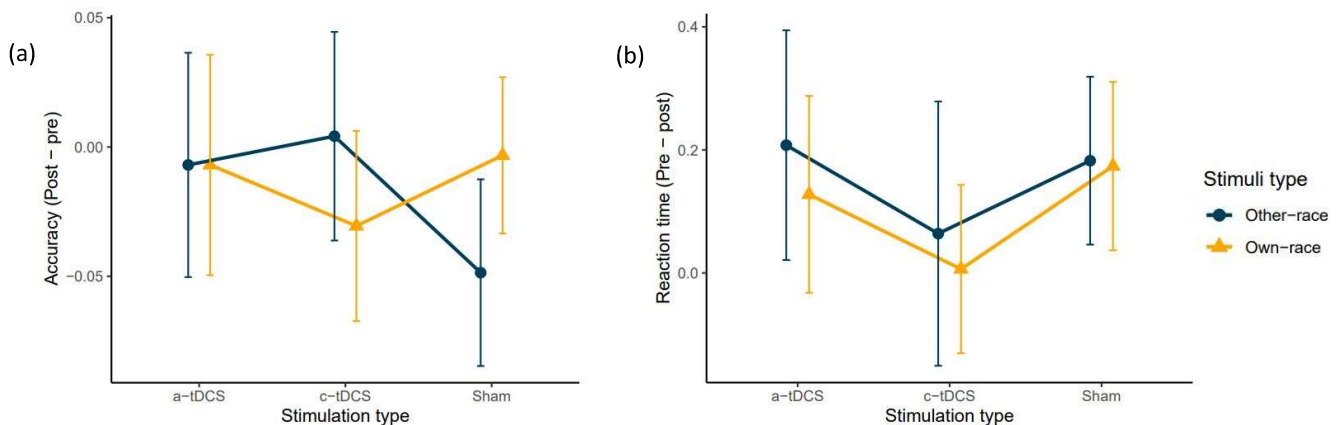 (a)
Accuracy (Post − pre)
0.05
0.00
−0.05
a−tDCS
c−tDCS
Sham
Stimulation type
(b)
Reaction time (Pre − post)
0.4
0.2
0.0
a−tDCS
c−tDCS
Sham
Stimulation type
Stimuli type
Other−race
Own−race